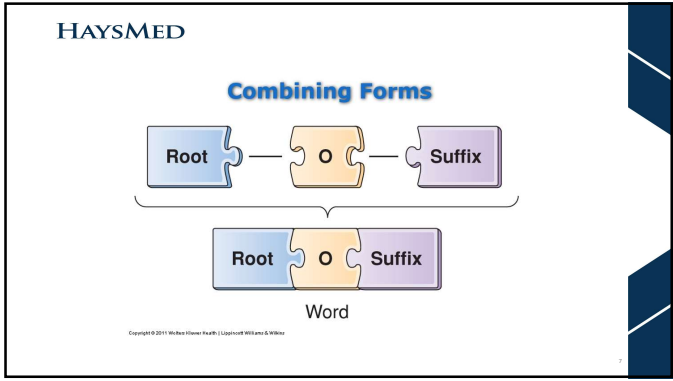 HAYSMED
Combining Forms
Root O Suffix
Root O Suffix
Word
Copyright © 2011 Wolters Kluwer Health | Lippincott Williams & Wilkins
7